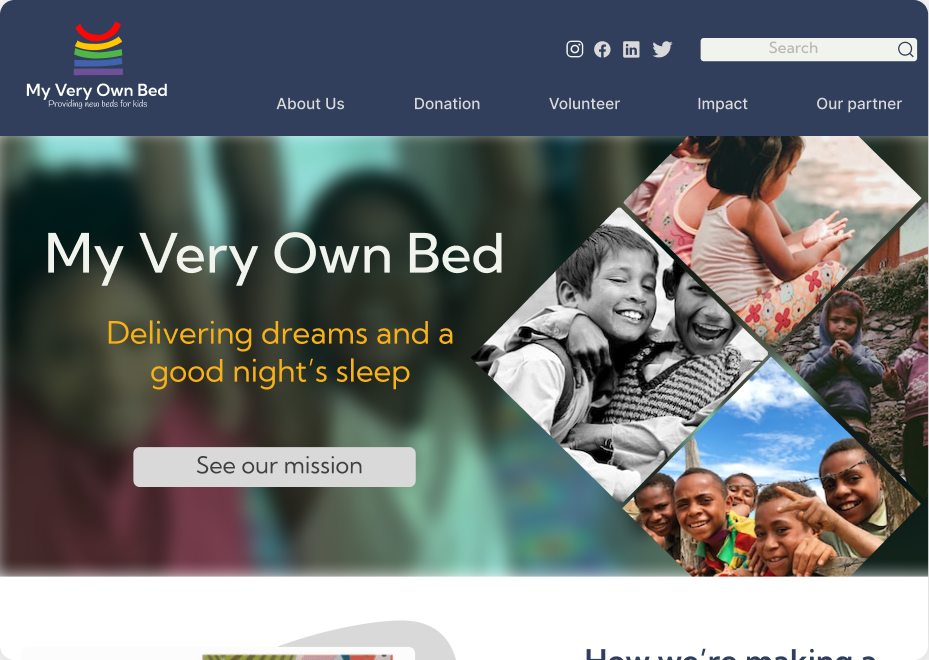 My Very Own Bed
Providing new beds for kids
Search
About Us
Donation
Volunteer
Impact
Our partner
My Very Own Bed
Delivering dreams and a
good night's sleep
See our mission
How we're making a